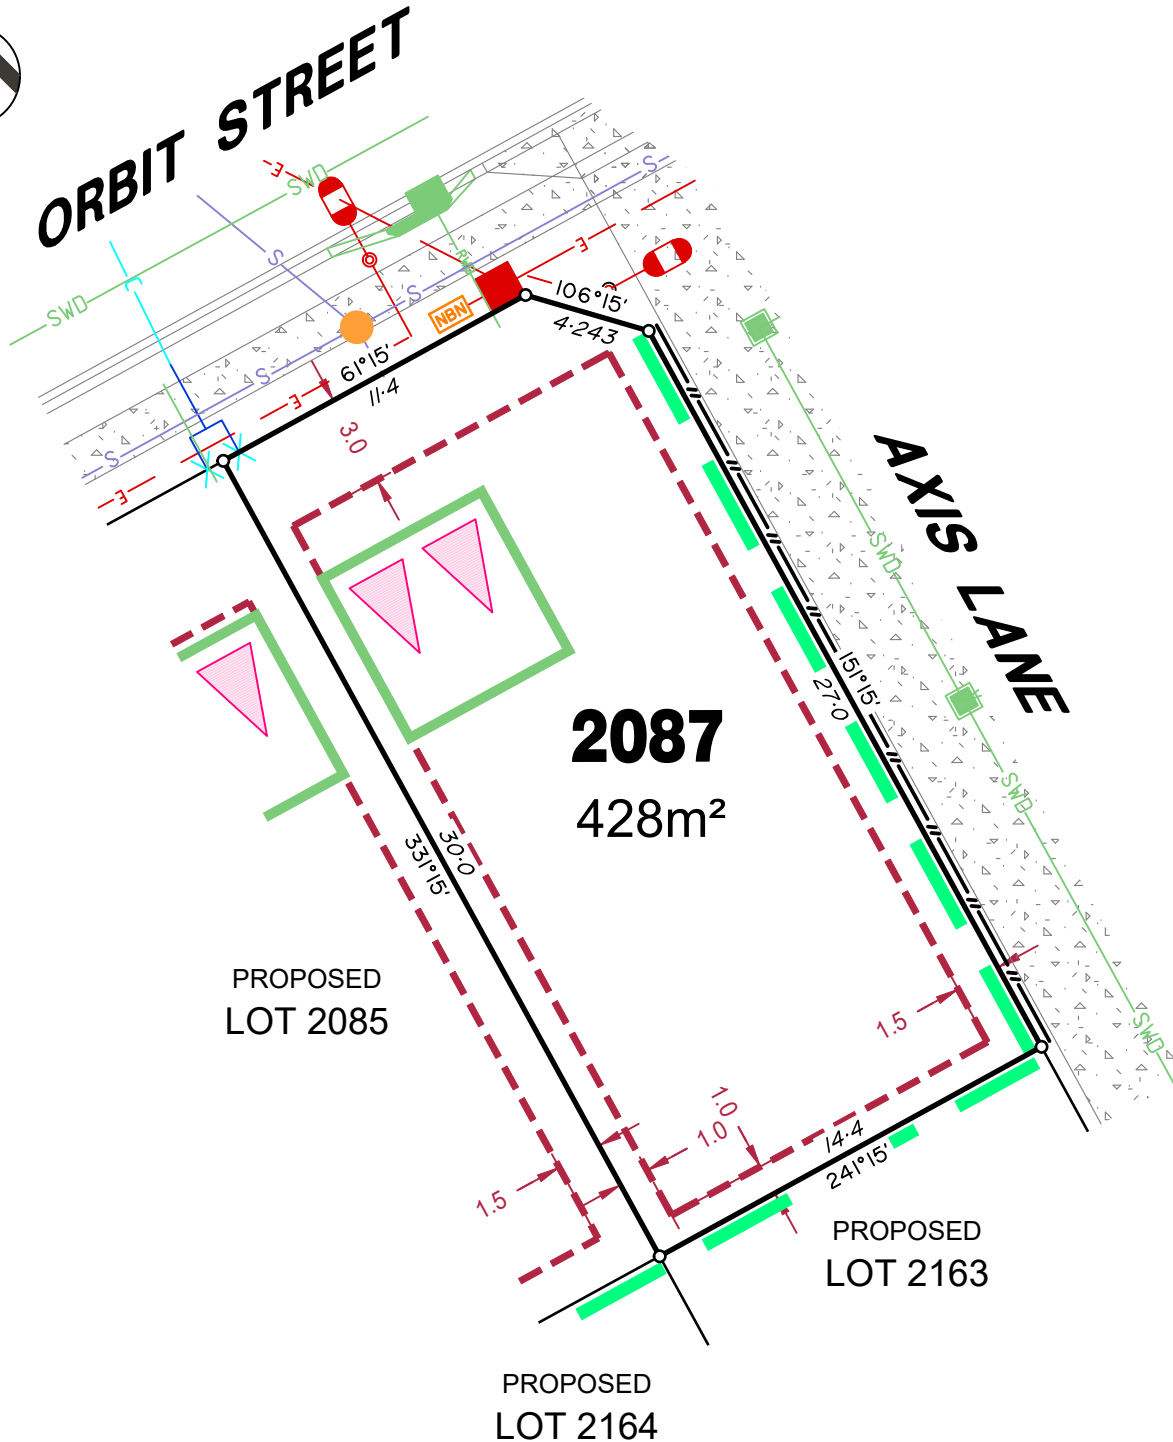 ORBIT STREET
E
SWD
S
SWD
S
C
RWD
E
S
SWD
NBN
106°15'
4·243
61°15'
11·4
S
E
3.0
S
E
AXIS LANE
SWD
151°15'
27·0
2087
428m²
SWD
30·0
331°15'
PROPOSED
LOT 2085
1.5
SWD
1.0
1.0
14·4
241°15'
1.5
PROPOSED
LOT 2163
PROPOSED
LOT 2164